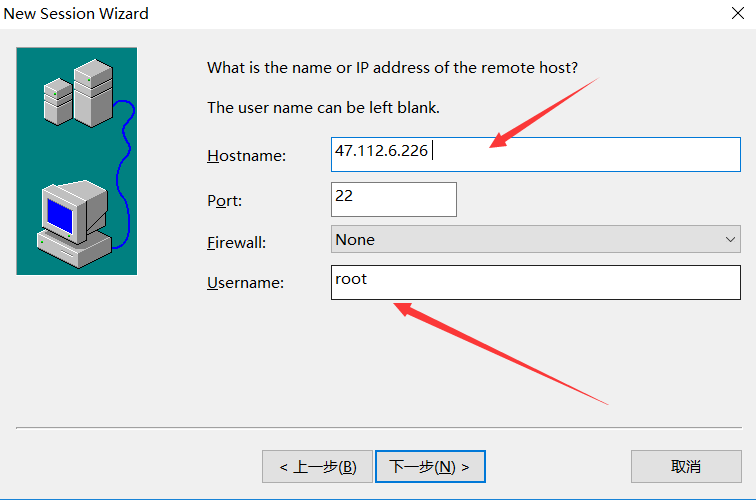 New Session Wizard
What is the name or IP address of the remote host?
The user name can be left blank.
Hostname: 47.112.6.226
Port: 22
Firewall: None
Username: root
< 上一步(B) 下一步(N) > 取消